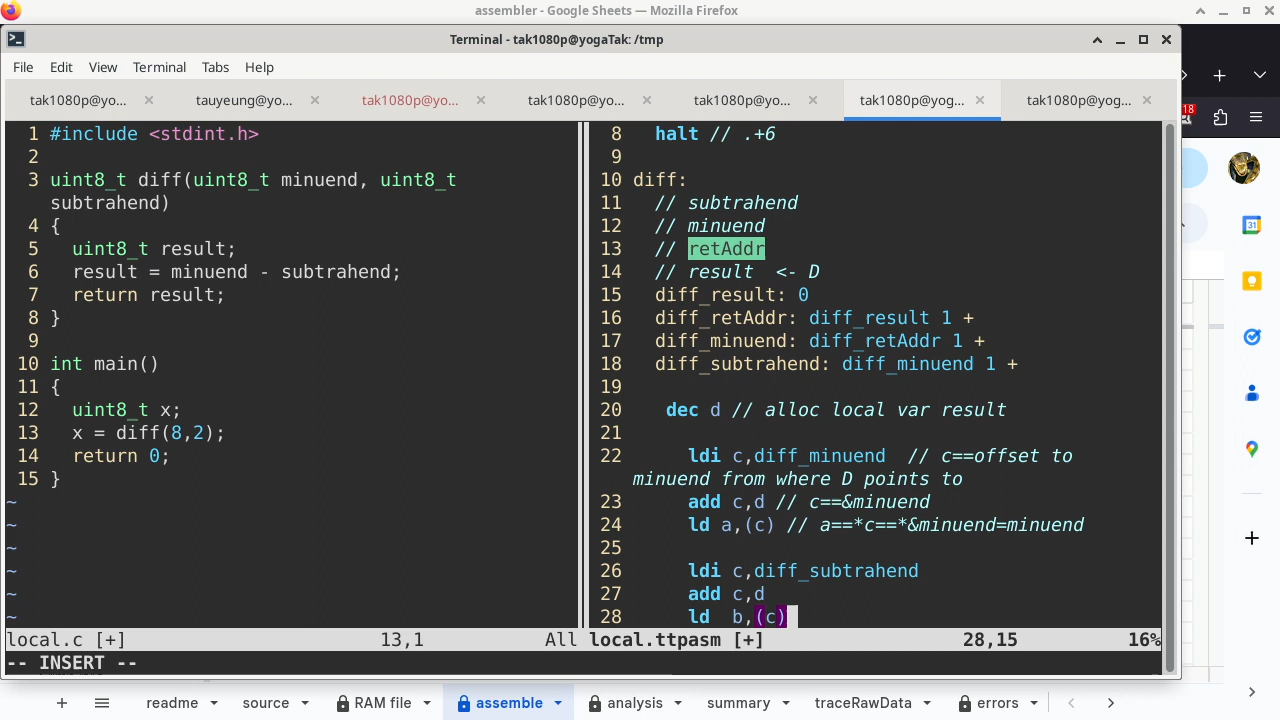 assembler - Google Sheets — Mozilla Firefox
Terminal - tak1080p@yogaTak: /tmp
File Edit View Terminal Tabs Help
tak1080p@yo... tauyeung@yo... tak1080p@yo... tak1080p@yo... tak1080p@yo... tak1080p@yog... tak1080p@yog...
18
1 #include <stdint.h>
2
3 uint8_t diff(uint8_t minuend, uint8_t
subtrahend)
4 {
5   uint8_t result;
6   result = minuend - subtrahend;
7   return result;
8 }
9
10 int main()
11 {
12   uint8_t x;
13   x = diff(8,2);
14   return 0;
15 }
~
~
~
~
~
~
local.c [+] 13,1 All
8   halt // .+6
9
10 diff:
11   // subtrahend
12   // minuend
13   // retAddr
14   // result  <- D
15   diff_result: 0
16   diff_retAddr: diff_result 1 +
17   diff_minuend: diff_retAddr 1 +
18   diff_subtrahend: diff_minuend 1 +
19
20    dec d // alloc local var result
21
22      ldi c,diff_minuend  // c==offset to
minuend from where D points to
23      add c,d // c==&minuend
24      ld a,(c) // a==*c==*&minuend=minuend
25
26      ldi c,diff_subtrahend
27      add c,d
28      ld  b,(c)
local.ttpasm [+] 28,15 16%
-- INSERT --
31
readme source RAM file assemble analysis summary traceRawData errors